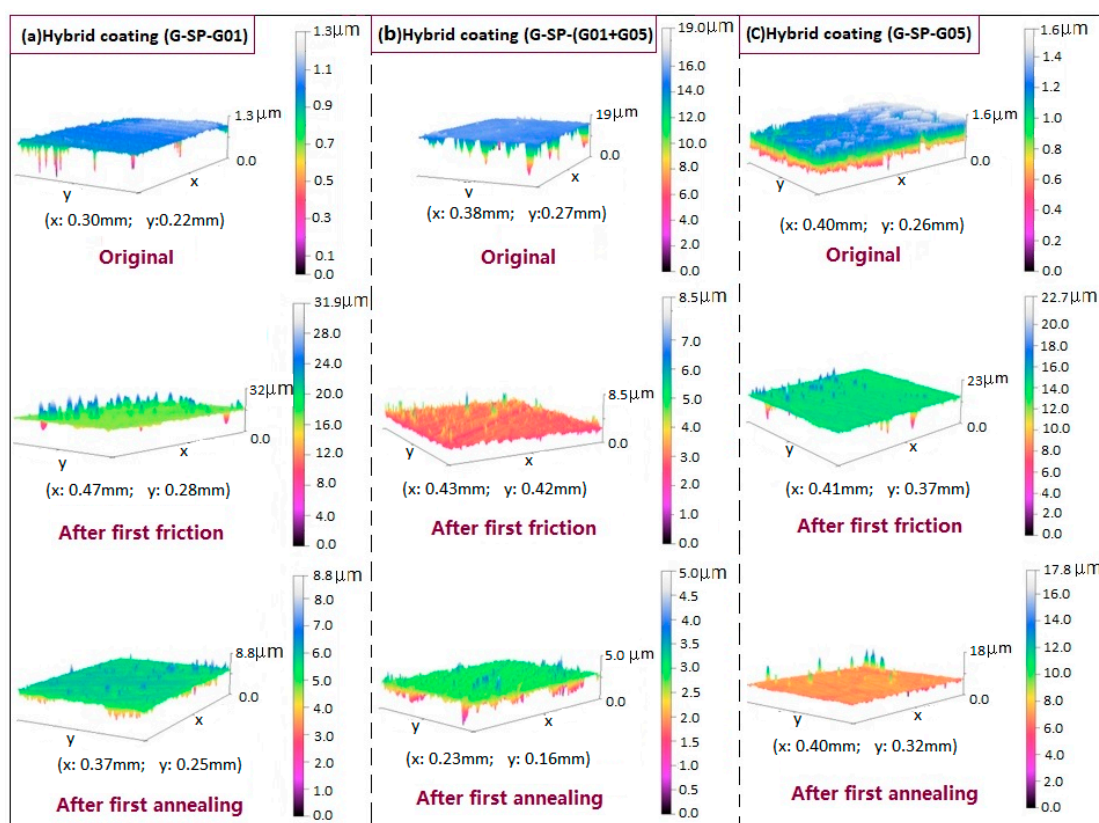 (a)Hybrid coating (G-SP-G01)
1.3μm
1.1
0.9
0.7
0.5
0.3
0.1
0.0
1.3 μm
0.0
y
x
(x: 0.30mm; y:0.22mm)
Original
(b)Hybrid coating (G-SP-(G01+G05)
19.0μm
16.0
14.0
12.0
10.0
8.0
6.0
4.0
2.0
0.0
19μm
0.0
y
x
(x: 0.38mm; y:0.27mm)
Original
(C)Hybrid coating (G-SP-G05)
1.6μm
1.4
1.2
1.0
0.8
0.6
0.4
0.2
0.0
1.6μm
0.0
y
x
(x: 0.40mm; y: 0.26mm)
Original
31.9μm
28.0
24.0
20.0
16.0
12.0
8.0
4.0
0.0
32μm
0.0
y
x
(x: 0.47mm; y: 0.28mm)
After first friction
8.5μm
7.0
6.0
5.0
4.0
3.0
2.0
1.0
0.0
8.5μm
0.0
y
x
(x: 0.43mm; y: 0.42mm)
After first friction
22.7μm
20.0
18.0
16.0
14.0
12.0
10.0
8.0
6.0
4.0
2.0
0.0
23μm
0.0
y
x
(x: 0.41mm; y: 0.37mm)
After first friction
8.8 μm
8.0
7.0
6.0
5.0
4.0
3.0
2.0
1.0
0.0
8.8μm
0.0
y
x
(x: 0.37mm; y: 0.25mm)
After first annealing
5.0μm
4.5
4.0
3.5
3.0
2.5
2.0
1.5
1.0
0.5
0.0
5.0μm
0.0
y
x
(x: 0.23mm; y: 0.16mm)
After first annealing
17.8 μm
16.0
14.0
12.0
10.0
8.0
6.0
4.0
2.0
0.0
18μm
0.0
y
x
(x: 0.40mm; y: 0.32mm)
After first annealing